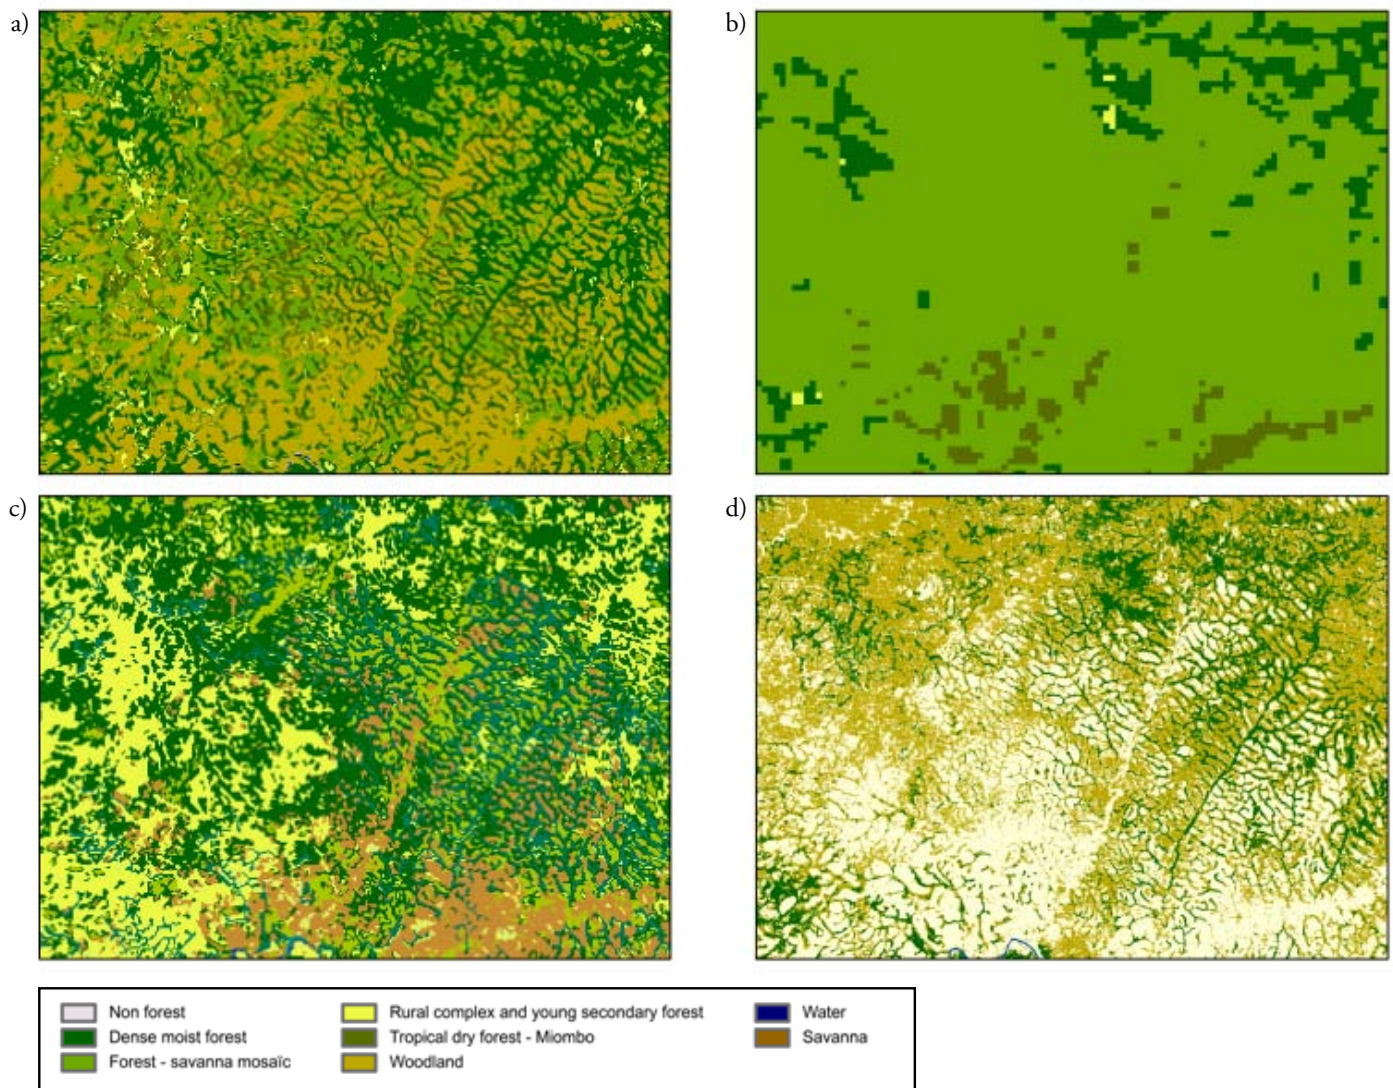 a)
b)
c)
d)
Non forest
Dense moist forest
Forest - savanna mosaïc
Rural complex and young secondary forest
Tropical dry forest - Miombo
Woodland
Water
Savanna